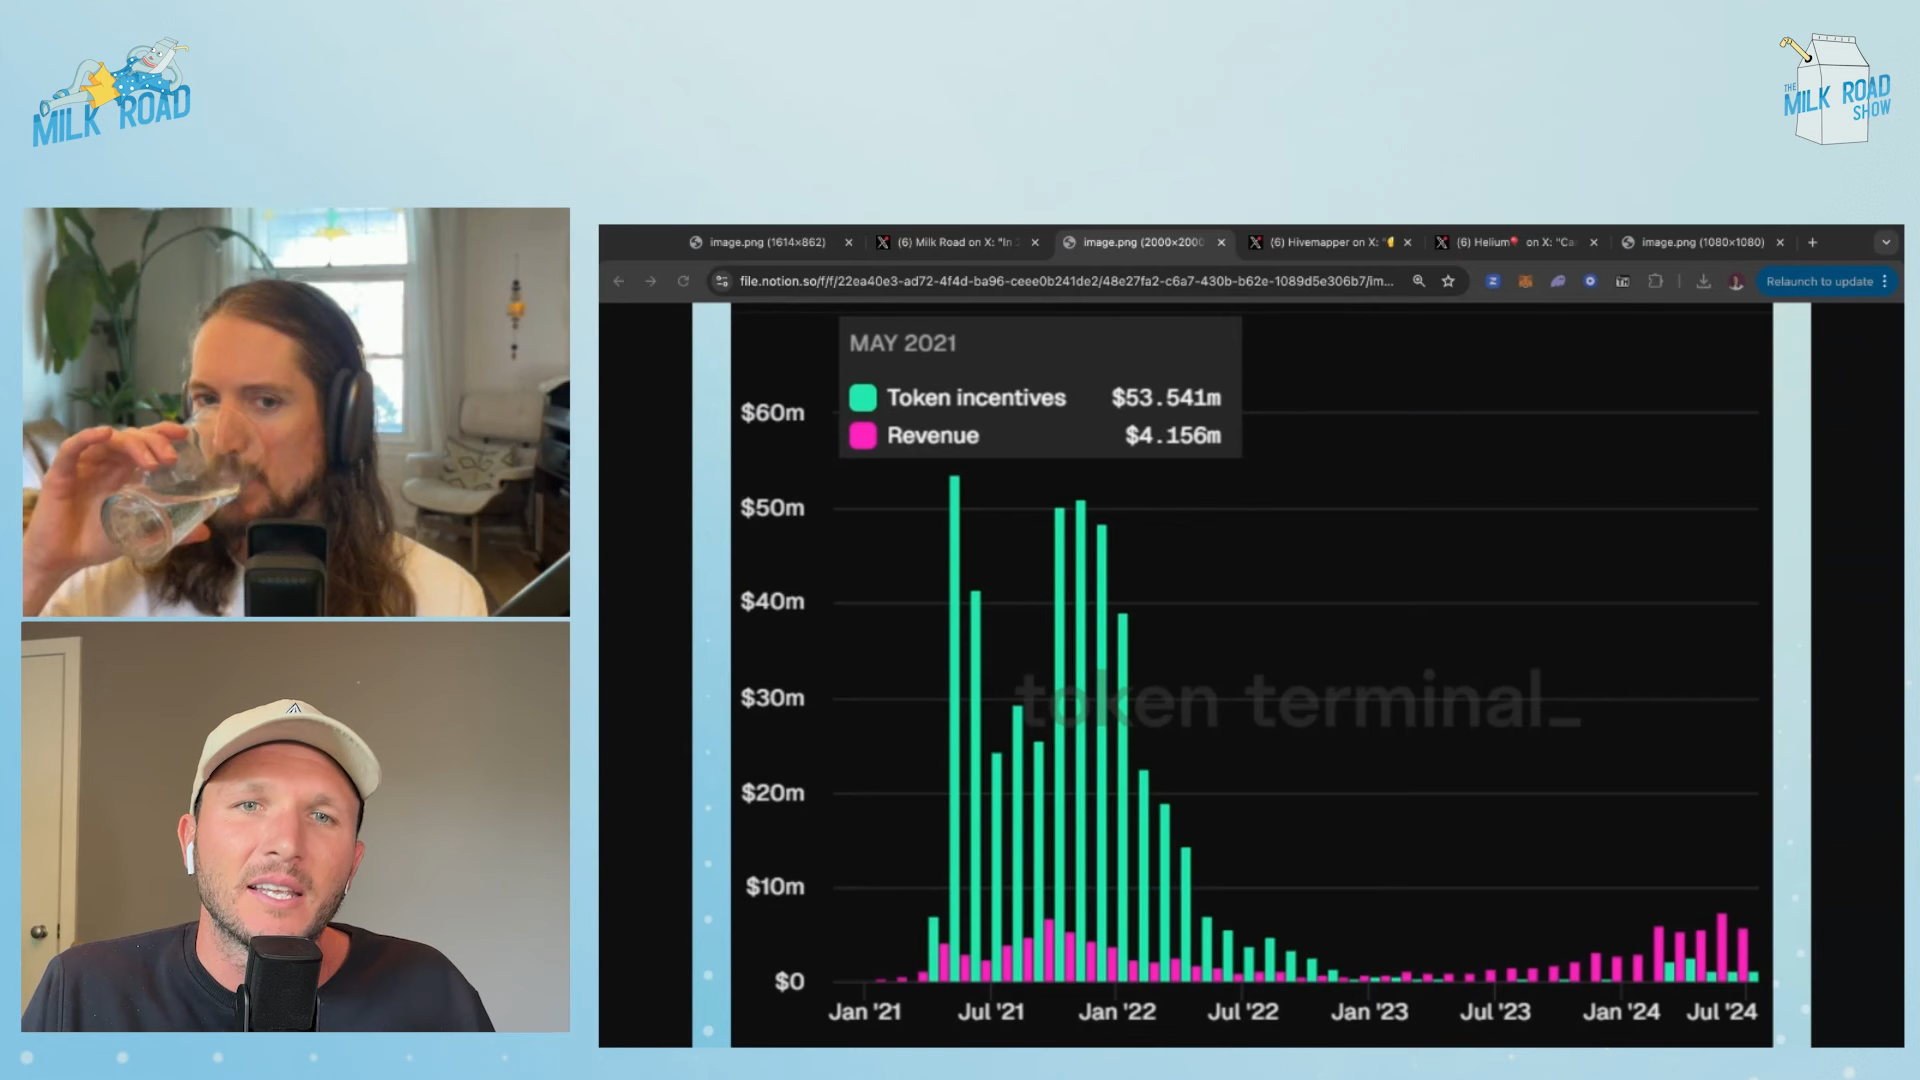 MILK ROAD
THE
MILK ROAD
SHOW
image.png (1614×862)
(6) Milk Road on X: "In
image.png (2000×2000
(6) Hivemapper on X: "
(6) Helium on X: "Ca
image.png (1080×1080)
file.notion.so/f/f/22ea40e3-ad72-4f4d-ba96-ceee0b241de2/48e27fa2-c6a7-430b-b62e-1089d5e306b7/im...
Relaunch to update
MAY 2021
Token incentives $53.541m
Revenue $4.156m
$60m
$50m
$40m
$30m
$20m
$10m
$0
token terminal_
Jan '21 Jul '21 Jan '22 Jul '22 Jan '23 Jul '23 Jan '24 Jul '24